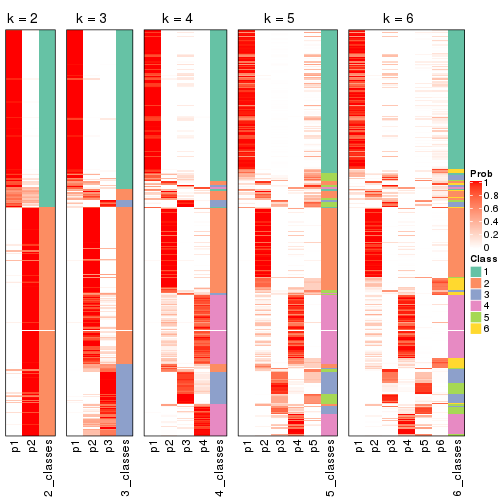 k = 2
k = 3
k = 4
k = 5
k = 6
p1
p2
2_classes
p1
p2
p3
3_classes
p1
p2
p3
p4
4_classes
p1
p2
p3
p4
p5
5_classes
p1
p2
p3
p4
p5
p6
6_classes
Prob
1
0.8
0.6
0.4
0.2
0
Class
1
2
3
4
5
6